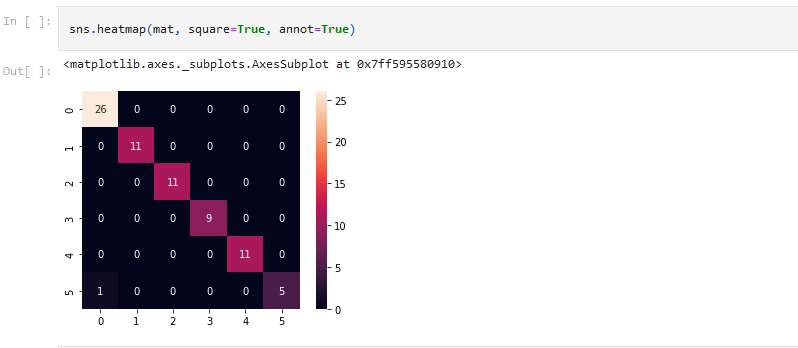 In [ ]: sns.heatmap(mat, square=True, annot=True)
Out[ ]: <matplotlib.axes._subplots.AxesSubplot at 0x7ff595580910>
0 26 0 0 0 0 0
1 0 11 0 0 0 0
2 0 0 11 0 0 0
3 0 0 0 9 0 0
4 0 0 0 0 11 0
5 1 0 0 0 0 5
0 1 2 3 4 5
25
20
15
10
5
0